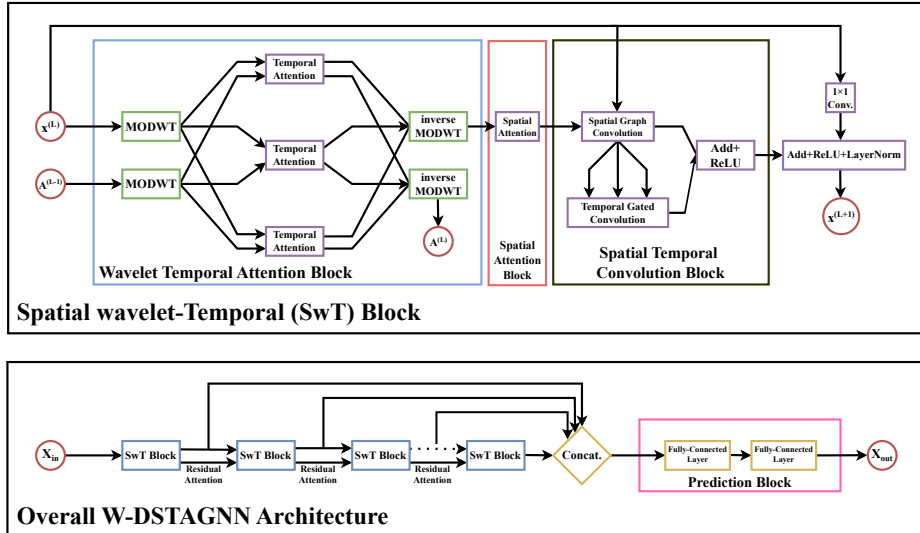 Temporal
Attention
1×1
Conv.
x(L)
MODWT
inverse
MODWT
Spatial
Attention
Spatial Graph
Convolution
Temporal
Attention
Add+
ReLU
Add+ReLU+LayerNorm
A(L-1)
MODWT
inverse
MODWT
Temporal Gated
Convolution
x(L+1)
Temporal
Attention
A(L)
Wavelet Temporal Attention Block
Spatial
Attention
Block
Spatial Temporal
Convolution Block
Spatial wavelet-Temporal (SwT) Block
Xin
SwT Block
Residual
Attention
SwT Block
Residual
Attention
SwT Block
Residual
Attention
SwT Block
Concat.
Fully-Connected
Layer
Fully-Connected
Layer
Xout
Prediction Block
Overall W-DSTAGNN Architecture